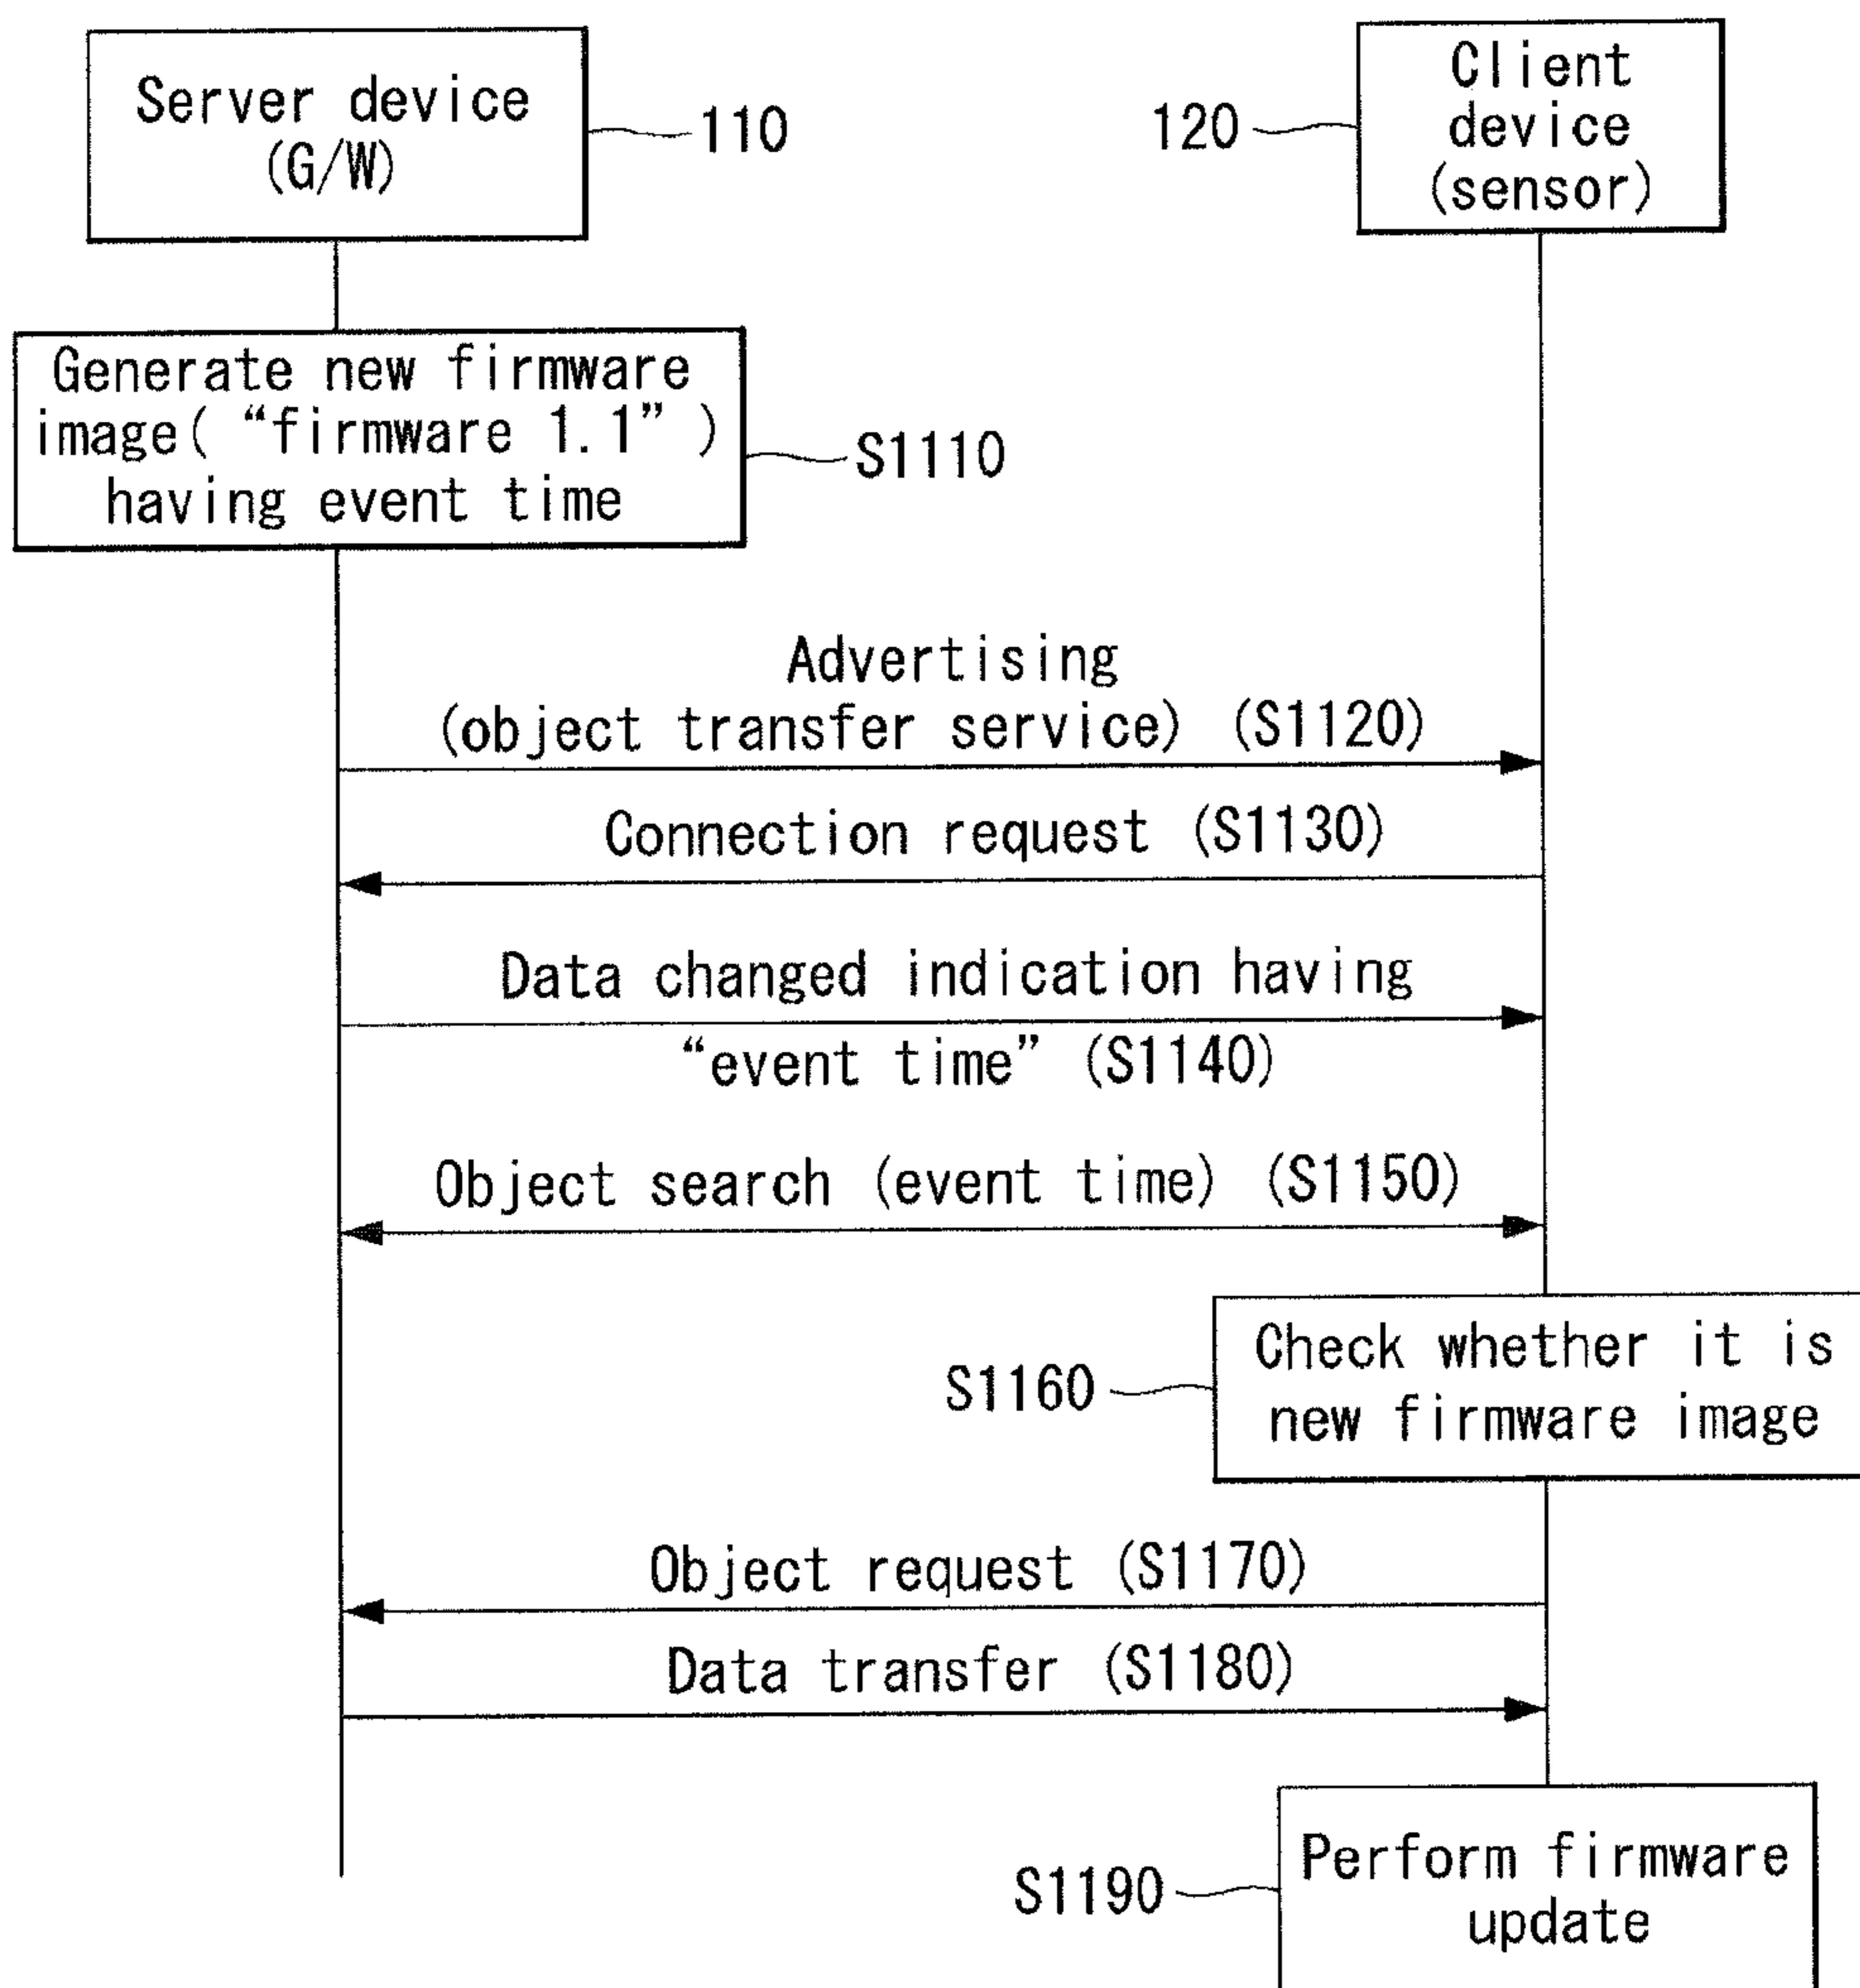 Server device
(G/W)
110
120
Client
device
(sensor)
Generate new firmware
image( “firmware 1.1” )
having event time
S1110
Advertising
(object transfer service) (S1120)
Connection request (S1130)
Data changed indication having
“event time” (S1140)
Object search (event time) (S1150)
S1160
Check whether it is
new firmware image
Object request (S1170)
Data transfer (S1180)
S1190
Perform firmware
update